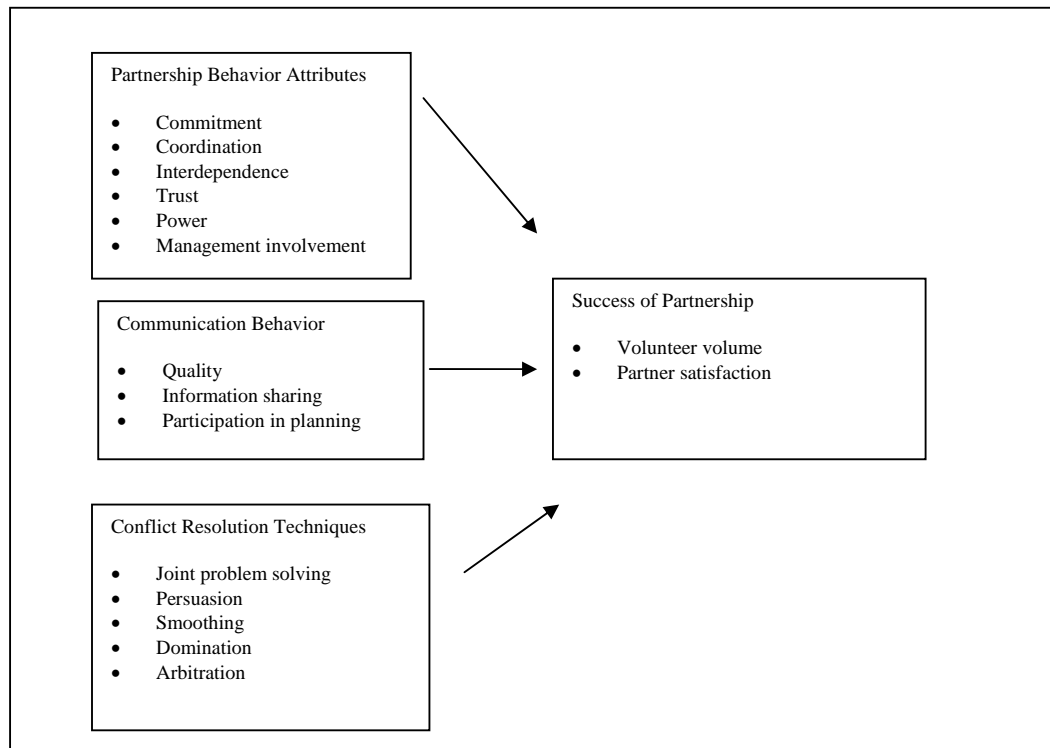 Partnership Behavior Attributes
• Commitment
• Coordination
• Interdependence
• Trust
• Power
• Management involvement
Communication Behavior
• Quality
• Information sharing
• Participation in planning
Conflict Resolution Techniques
• Joint problem solving
• Persuasion
• Smoothing
• Domination
• Arbitration
Success of Partnership
• Volunteer volume
• Partner satisfaction